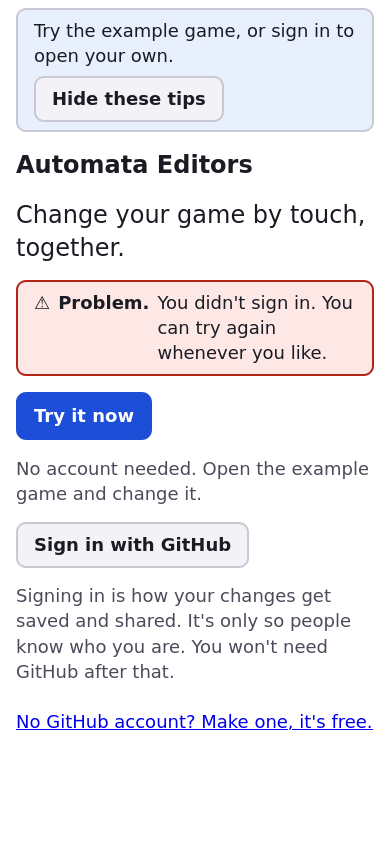 Try the example game, or sign in to
open your own.
Hide these tips
Automata Editors
Change your game by touch,
together.
⚠ Problem. You didn't sign in. You
can try again
whenever you like.
Try it now
No account needed. Open the example
game and change it.
Sign in with GitHub
Signing in is how your changes get
saved and shared. It's only so people
know who you are. You won't need
GitHub after that.
No GitHub account? Make one, it's free.